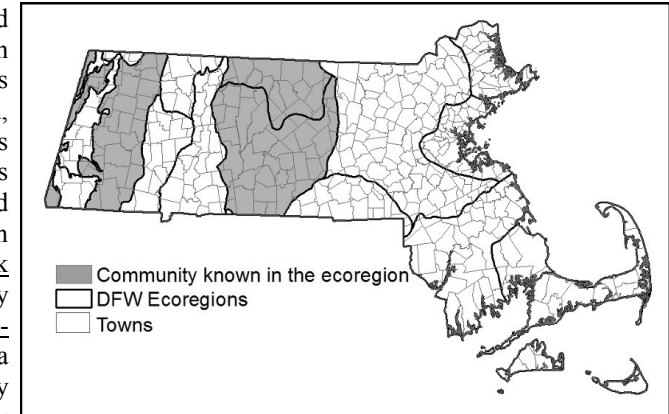 d
n
s
,
s
s
d
n
k
y
-
a
y
Community known in the ecoregion
DFW Ecoregions
Towns